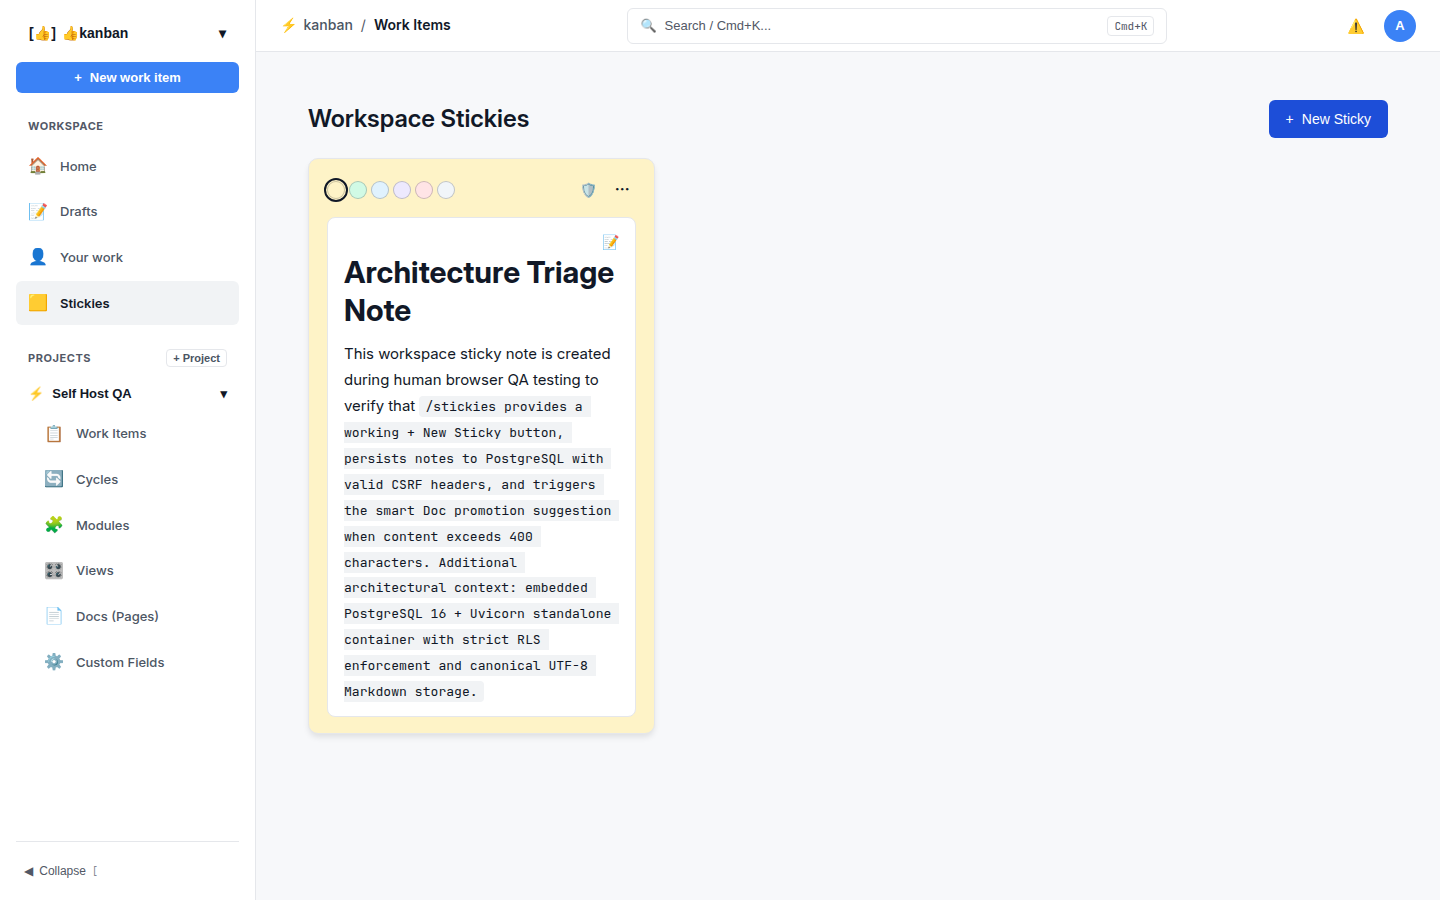 [👍] 👍kanban ▼
+ New work item
WORKSPACE
🏠 Home
📝 Drafts
👤 Your work
🟨 Stickies
PROJECTS + Project
⚡ Self Host QA ▼
📋 Work Items
🔄 Cycles
🧩 Modules
🎛️ Views
📄 Docs (Pages)
⚙️ Custom Fields
◀ Collapse [
⚡ kanban / Work Items
🔍 Search / Cmd+K... Cmd+K
⚠️ A
Workspace Stickies
+ New Sticky
🛡️ ···
📝
Architecture Triage
Note
This workspace sticky note is created
during human browser QA testing to
verify that /stickies provides a
working + New Sticky button,
persists notes to PostgreSQL with
valid CSRF headers, and triggers
the smart Doc promotion suggestion
when content exceeds 400
characters. Additional
architectural context: embedded
PostgreSQL 16 + Uvicorn standalone
container with strict RLS
enforcement and canonical UTF-8
Markdown storage.